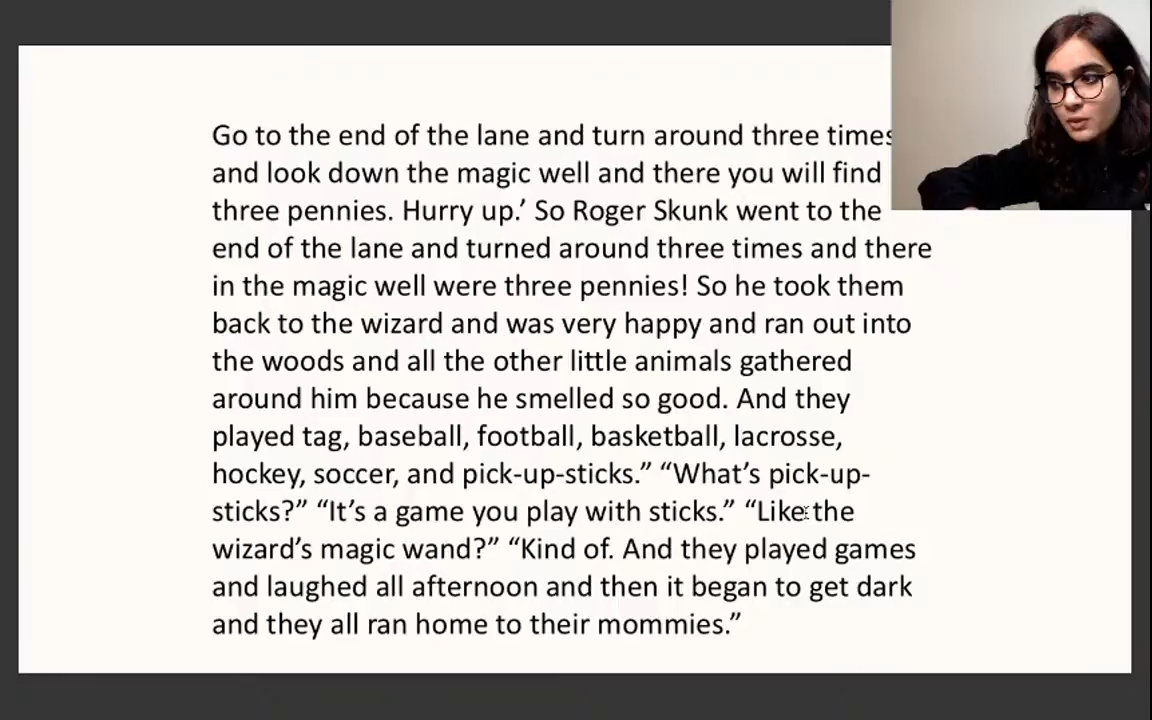 Go to the end of the lane and turn around three times
and look down the magic well and there you will find
three pennies. Hurry up.’ So Roger Skunk went to the
end of the lane and turned around three times and there
in the magic well were three pennies! So he took them
back to the wizard and was very happy and ran out into
the woods and all the other little animals gathered
around him because he smelled so good. And they
played tag, baseball, football, basketball, lacrosse,
hockey, soccer, and pick-up-sticks.” “What’s pick-up-
sticks?” “It’s a game you play with sticks.” “Like the
wizard’s magic wand?” “Kind of. And they played games
and laughed all afternoon and then it began to get dark
and they all ran home to their mommies.”